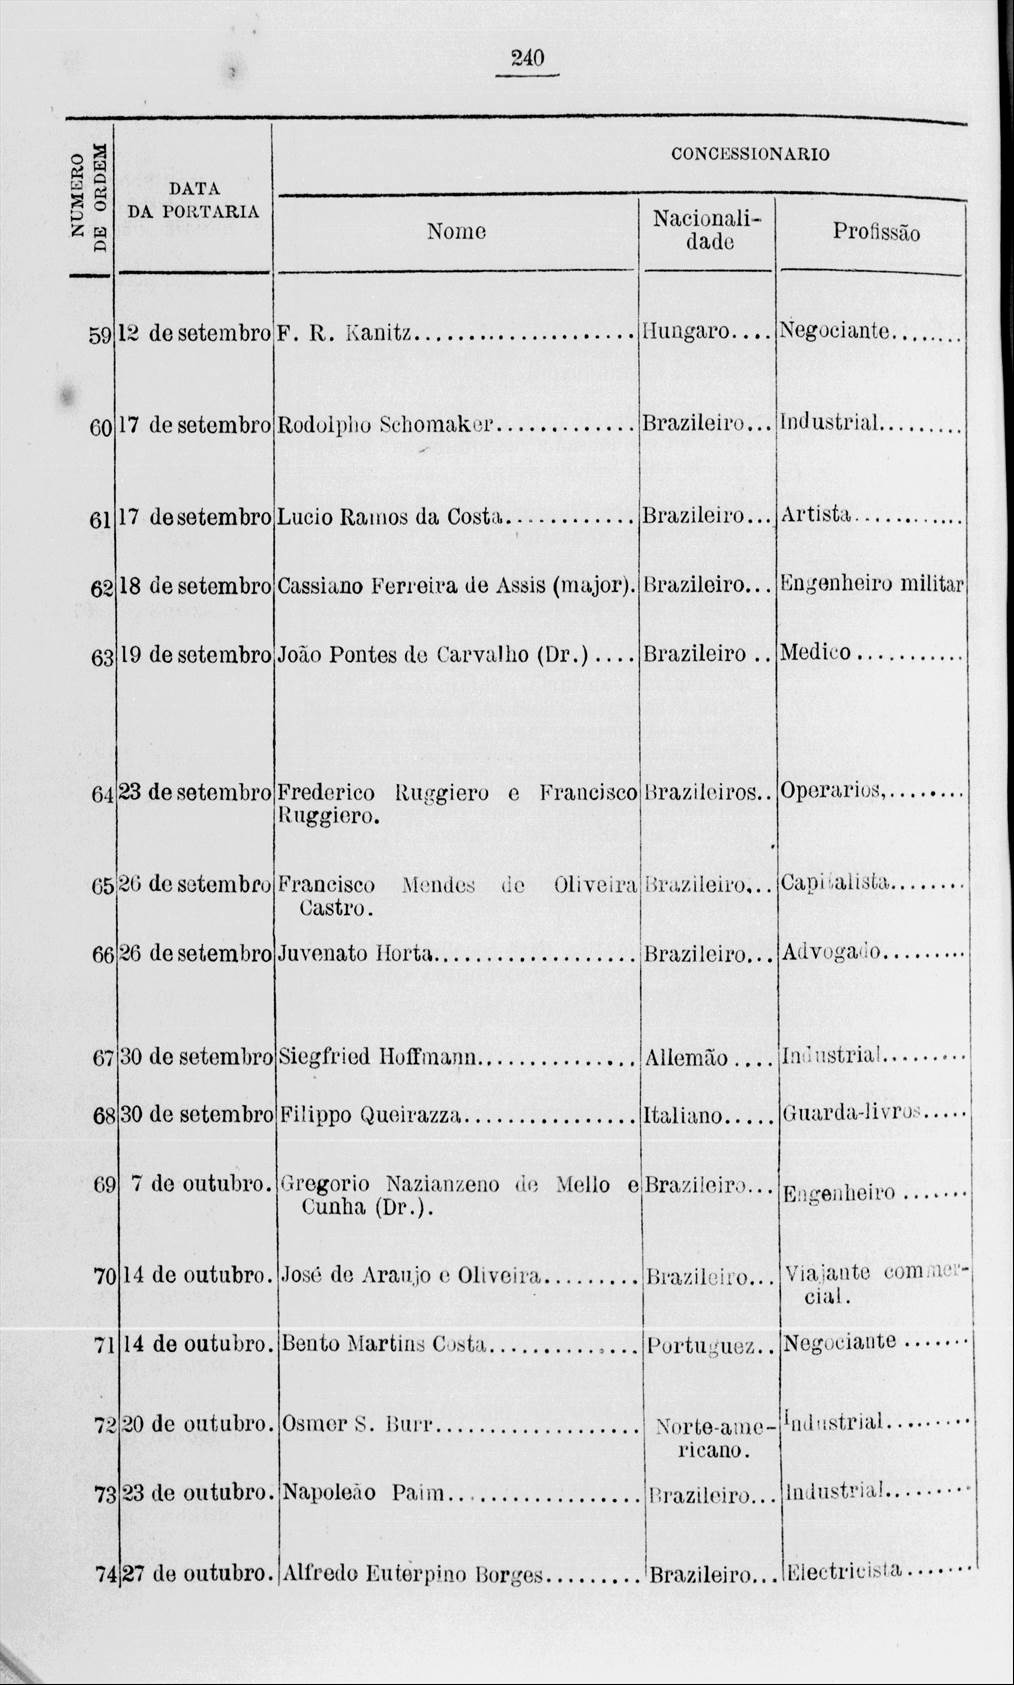 240
NUMERO DE ORDEM
DATA
DA PORTARIA
CONCESSIONARIO
Nome
Nacionali-
dade
Profissão
59 12 de setembro F. R. Kanitz..................... Hungaro.... Negociante........
60 17 de setembro Rodolpho Schomaker............. Brazileiro... Industrial.........
61 17 de setembro Lucio Ramos da Costa............ Brazileiro... Artista.............
62 18 de setembro Cassiano Ferreira de Assis (major). Brazileiro... Engenheiro militar
63 19 de setembro João Pontes de Carvalho (Dr.).... Brazileiro .. Medico ...........
64 23 de setembro Frederico Ruggiero e Francisco Brazileiros.. Operarios,........
Ruggiero.
65 26 de setembro Francisco Mendes de Oliveira Brazileiro... Capitalista........
Castro.
66 26 de setembro Juvenato Horta................... Brazileiro... Advogado.........
67 30 de setembro Siegfried Hoffmann............... Allemão .... Industrial.........
68 30 de setembro Filippo Queirazza................ Italiano..... Guarda-livros.....
69 7 de outubro. Gregorio Nazianzeno de Mello e Brazileiro... Engenheiro .......
Cunha (Dr.).
70 14 de outubro. José de Araujo e Oliveira......... Brazileiro... Viajante commer-
cial.
71 14 de outubro. Bento Martins Costa.............. Portuguez.. Negociante .......
72 20 de outubro. Osmer S. Burr................... Norte-ame- Industrial.........
ricano.
73 23 de outubro. Napoleão Paim.................. Brazileiro... Industrial.........
74 27 de outubro. Alfredo Euterpino Borges......... Brazileiro... Electricista.......